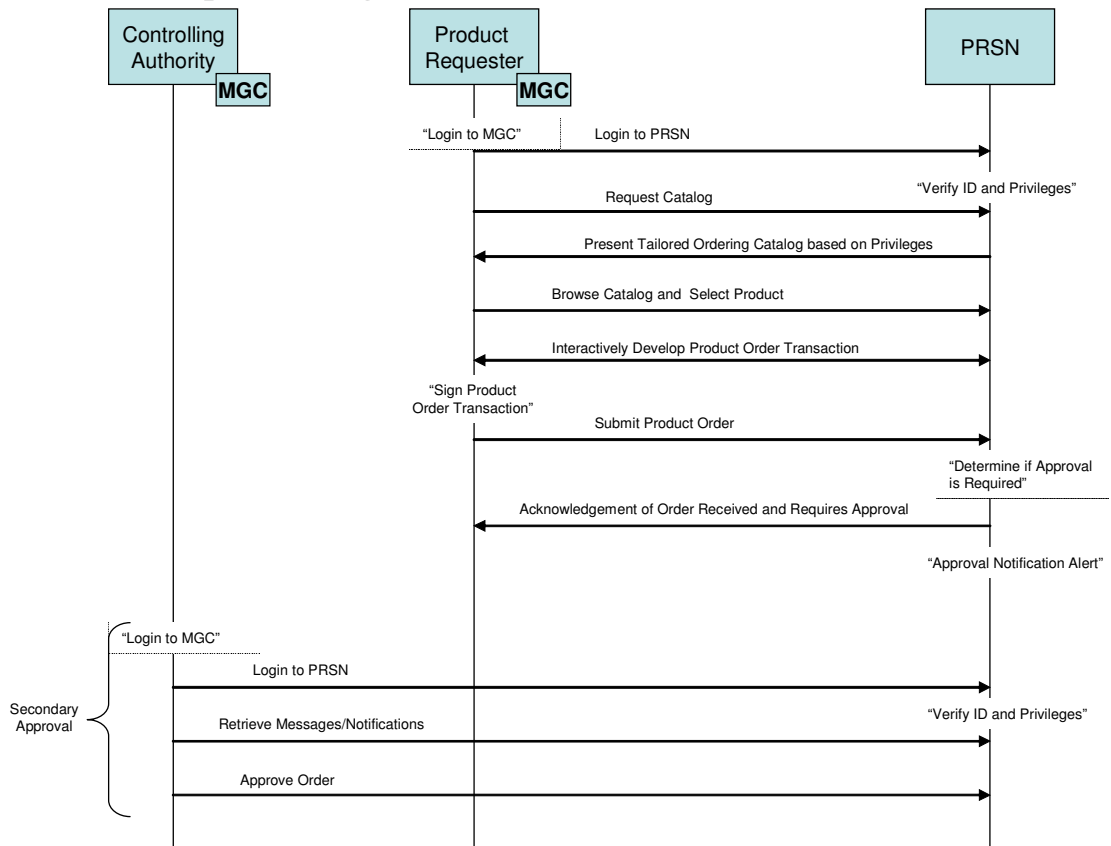 Controlling
Authority
MGC
Product
Requester
MGC
PRSN
“Login to MGC”
Login to PRSN
“Verify ID and Privileges”
Request Catalog
Present Tailored Ordering Catalog based on Privileges
Browse Catalog and Select Product
Interactively Develop Product Order Transaction
“Sign Product
Order Transaction”
Submit Product Order
“Determine if Approval
is Required”
Acknowledgement of Order Received and Requires Approval
“Approval Notification Alert”
“Login to MGC”
Login to PRSN
Secondary
Approval
“Verify ID and Privileges”
Retrieve Messages/Notifications
Approve Order